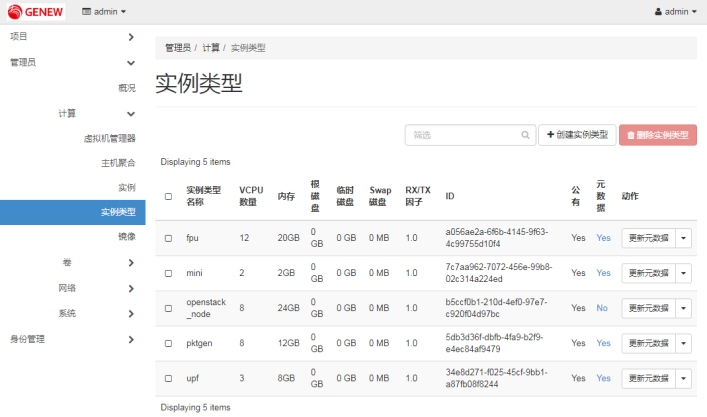 GENEW
admin
admin
项目
管理员
概况
计算
虚拟机管理器
主机聚合
实例
实例类型
镜像
卷
网络
系统
身份管理
管理员 / 计算 / 实例类型
实例类型
筛选
创建实例类型
删除实例类型
Displaying 5 items
实例类型名称 VCPU数量 内存 根磁盘 临时磁盘 Swap磁盘 RX/TX因子 ID 公有 元数据 动作
fpu 12 20GB 0 GB 0 GB 0 MB 1.0 a056ae2a-6f6b-4145-9f63-4c99755d10f4 Yes Yes 更新元数据
mini 2 2GB 0 GB 0 GB 0 MB 1.0 7c7aa962-7072-456e-99b8-02c314a224ed Yes Yes 更新元数据
openstack_node 8 24GB 0 GB 0 GB 0 MB 1.0 b5ccf0b1-210d-4ef0-97e7-c920f04d97bc Yes No 更新元数据
pktgen 8 12GB 0 GB 0 GB 0 MB 1.0 5db3d36f-dbfb-4fa9-b2f9-e4ec84af9479 Yes Yes 更新元数据
upf 3 8GB 0 GB 0 GB 0 MB 1.0 34e8d271-f025-45cf-9bb1-a87fb08f8244 Yes Yes 更新元数据
Displaying 5 items